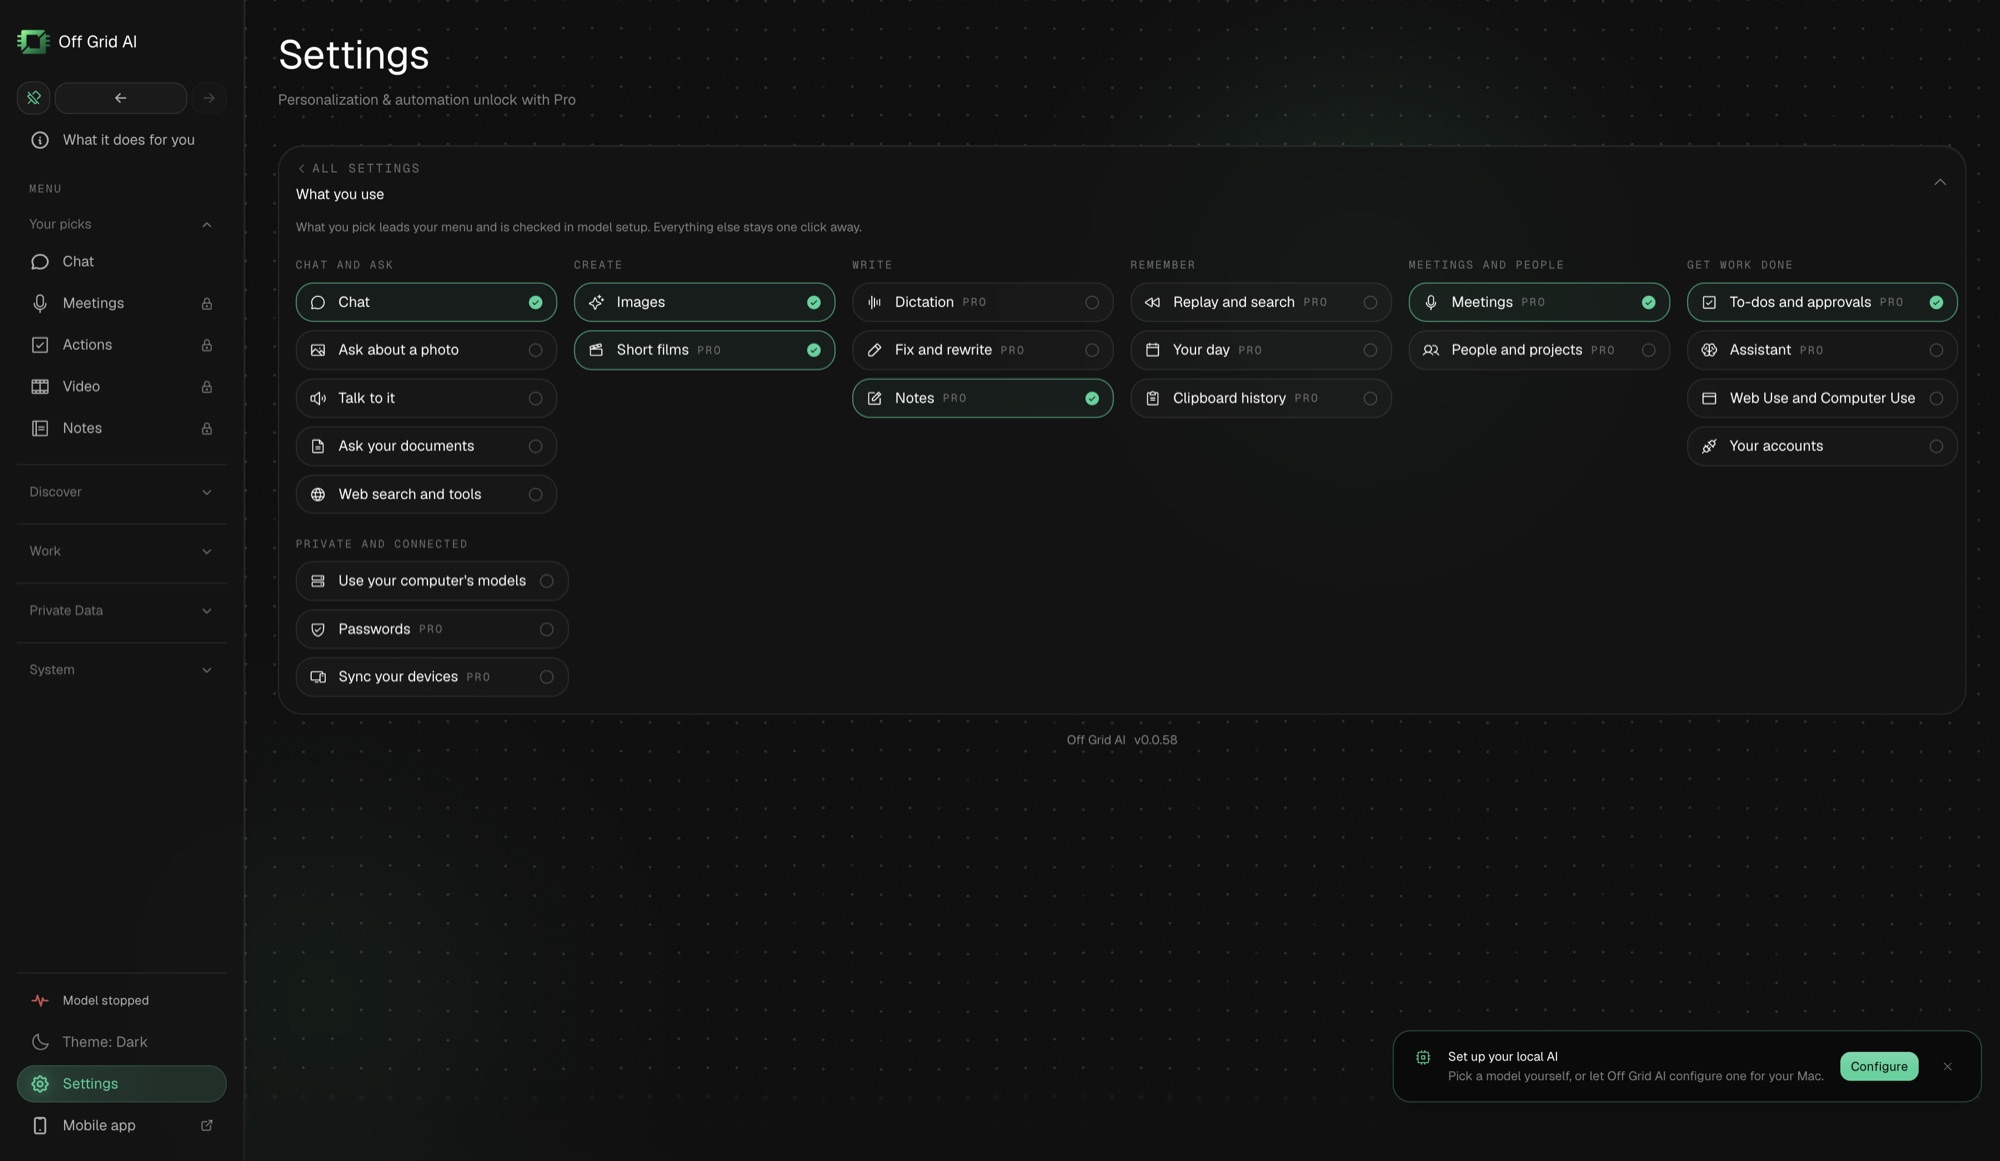 Off Grid AI
What it does for you
MENU
Your picks
Chat
Meetings
Actions
Video
Notes
Discover
Work
Private Data
System
Model stopped
Theme: Dark
Settings
Mobile app
Settings
Personalization & automation unlock with Pro
ALL SETTINGS
What you use
What you pick leads your menu and is checked in model setup. Everything else stays one click away.
CHAT AND ASK
Chat
Ask about a photo
Talk to it
Ask your documents
Web search and tools
CREATE
Images
Short films PRO
WRITE
Dictation PRO
Fix and rewrite PRO
Notes PRO
REMEMBER
Replay and search PRO
Your day PRO
Clipboard history PRO
MEETINGS AND PEOPLE
Meetings PRO
People and projects PRO
GET WORK DONE
To-dos and approvals PRO
Assistant PRO
Web Use and Computer Use
Your accounts
PRIVATE AND CONNECTED
Use your computer's models
Passwords PRO
Sync your devices PRO
Off Grid AI v0.0.58
Set up your local AI
Pick a model yourself, or let Off Grid AI configure one for your Mac.
Configure